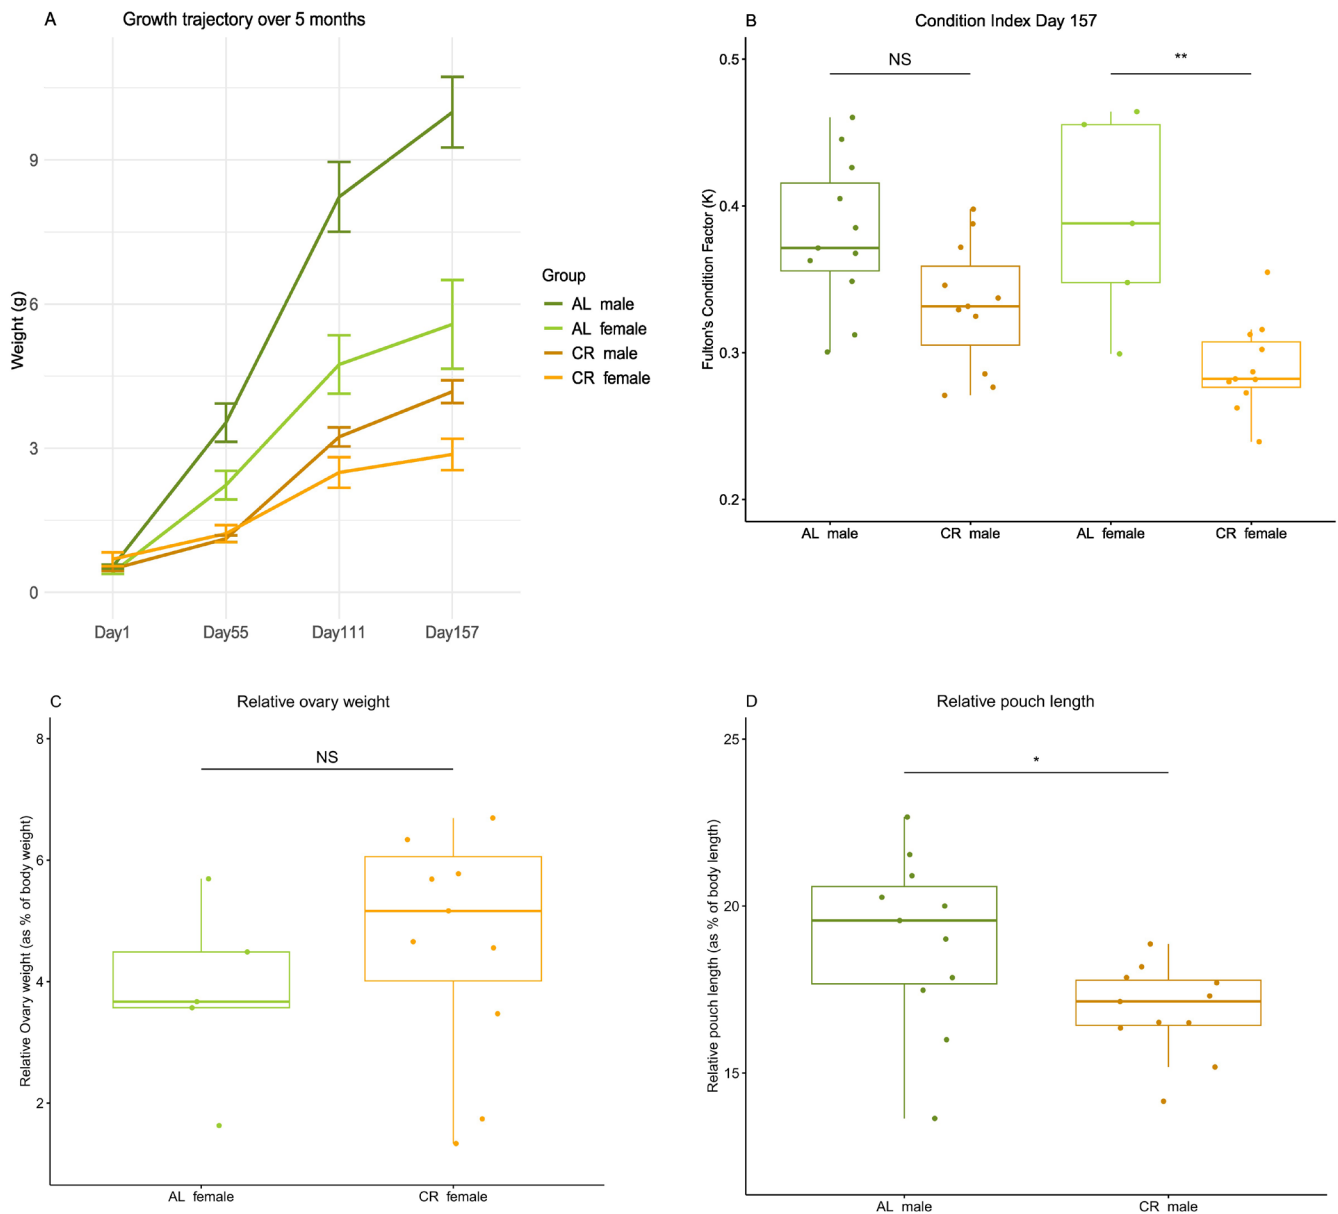 A
Growth trajectory over 5 months
Weight (g)
9
6
3
0
Day1
Day55
Day111
Day157
Group
AL male
AL female
CR male
CR female
B
Condition Index Day 157
Fulton's Condition Factor (K)
0.5
0.4
0.3
0.2
NS
**
AL male
CR male
AL female
CR female
C
Relative ovary weight
Relative Ovary weight (as % of body weight)
8
6
4
2
NS
AL female
CR female
D
Relative pouch length
Relative pouch length (as % of body length)
25
20
15
*
AL male
CR male